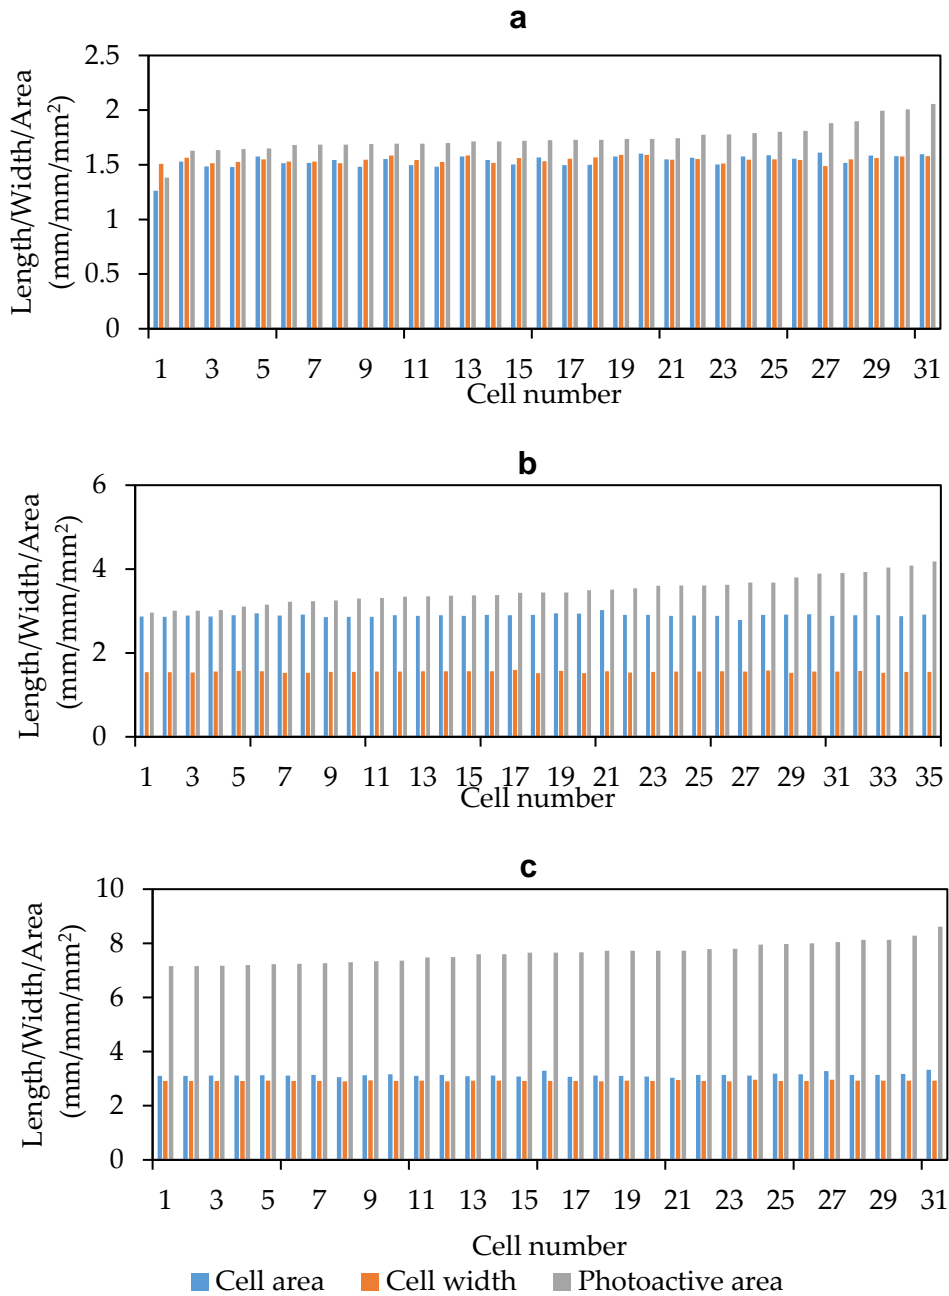 a
Length/Width/Area
(mm/mm/mm²)
2.5
2
1.5
1
0.5
0
1 3 5 7 9 11 13 15 17 19 21 23 25 27 29 31
Cell number
b
Length/Width/Area
(mm/mm/mm²)
6
4
2
0
1 3 5 7 9 11 13 15 17 19 21 23 25 27 29 31 33 35
Cell number
c
Length/Width/Area
(mm/mm/mm²)
10
8
6
4
2
0
1 3 5 7 9 11 13 15 17 19 21 23 25 27 29 31
Cell number
Cell area Cell width Photoactive area